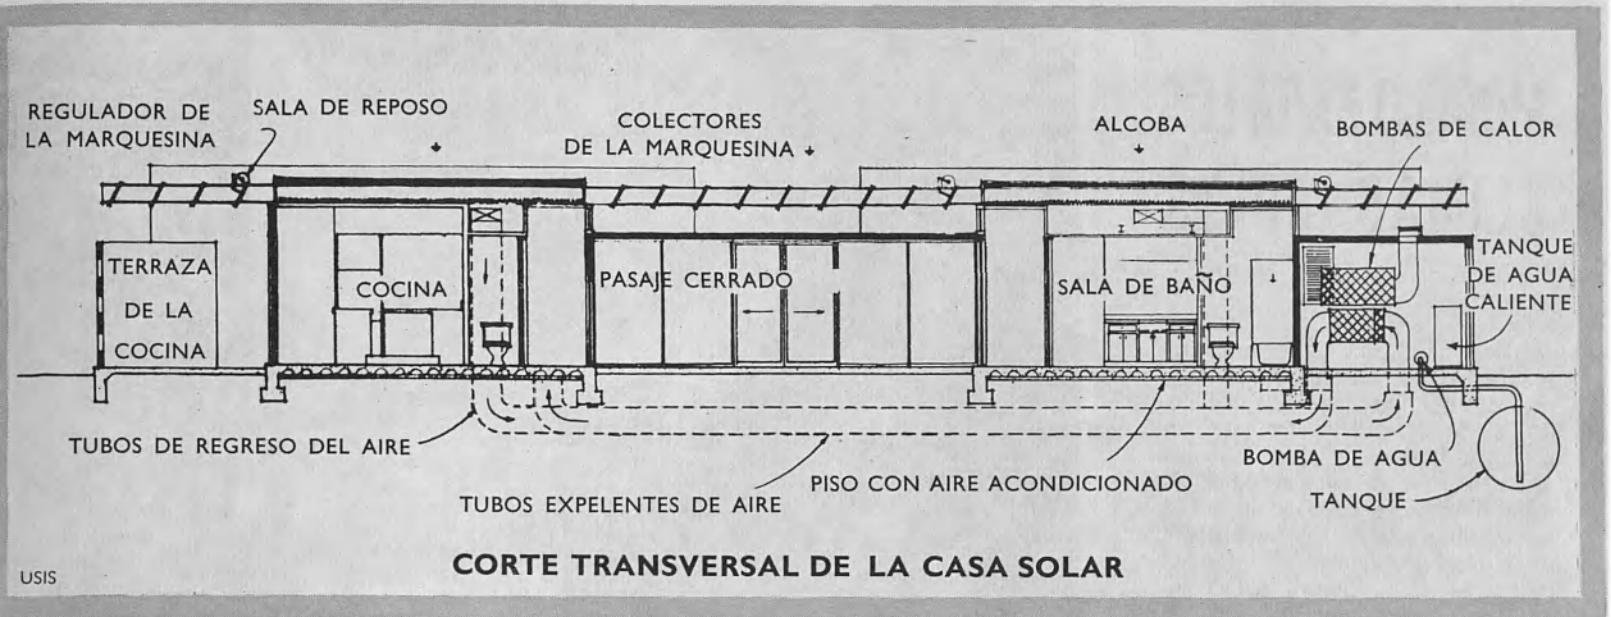 REGULADOR DE
LA MARQUESINA
SALA DE REPOSO
COLECTORES
DE LA MARQUESINA
ALCOBA
BOMBAS DE CALOR
TERRAZA
DE LA
COCINA
COCINA
PASAJE CERRADO
SALA DE BAÑO
TANQUE
DE AGUA
CALIENTE
TUBOS DE REGRESO DEL AIRE
TUBOS EXPELENTES DE AIRE
PISO CON AIRE ACONDICIONADO
BOMBA DE AGUA
TANQUE
CORTE TRANSVERSAL DE LA CASA SOLAR
USIS